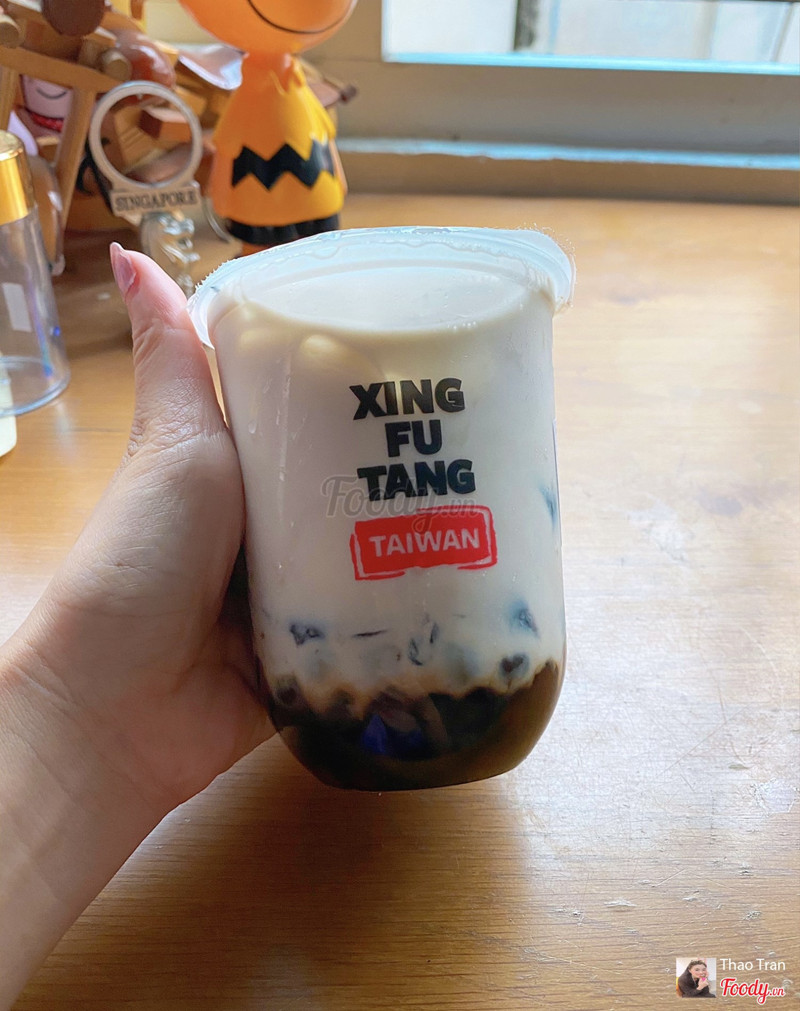 SINGAPORE
XING
FU
TANG
Foody.vn
TAIWAN
Thao Tran
Foody.vn